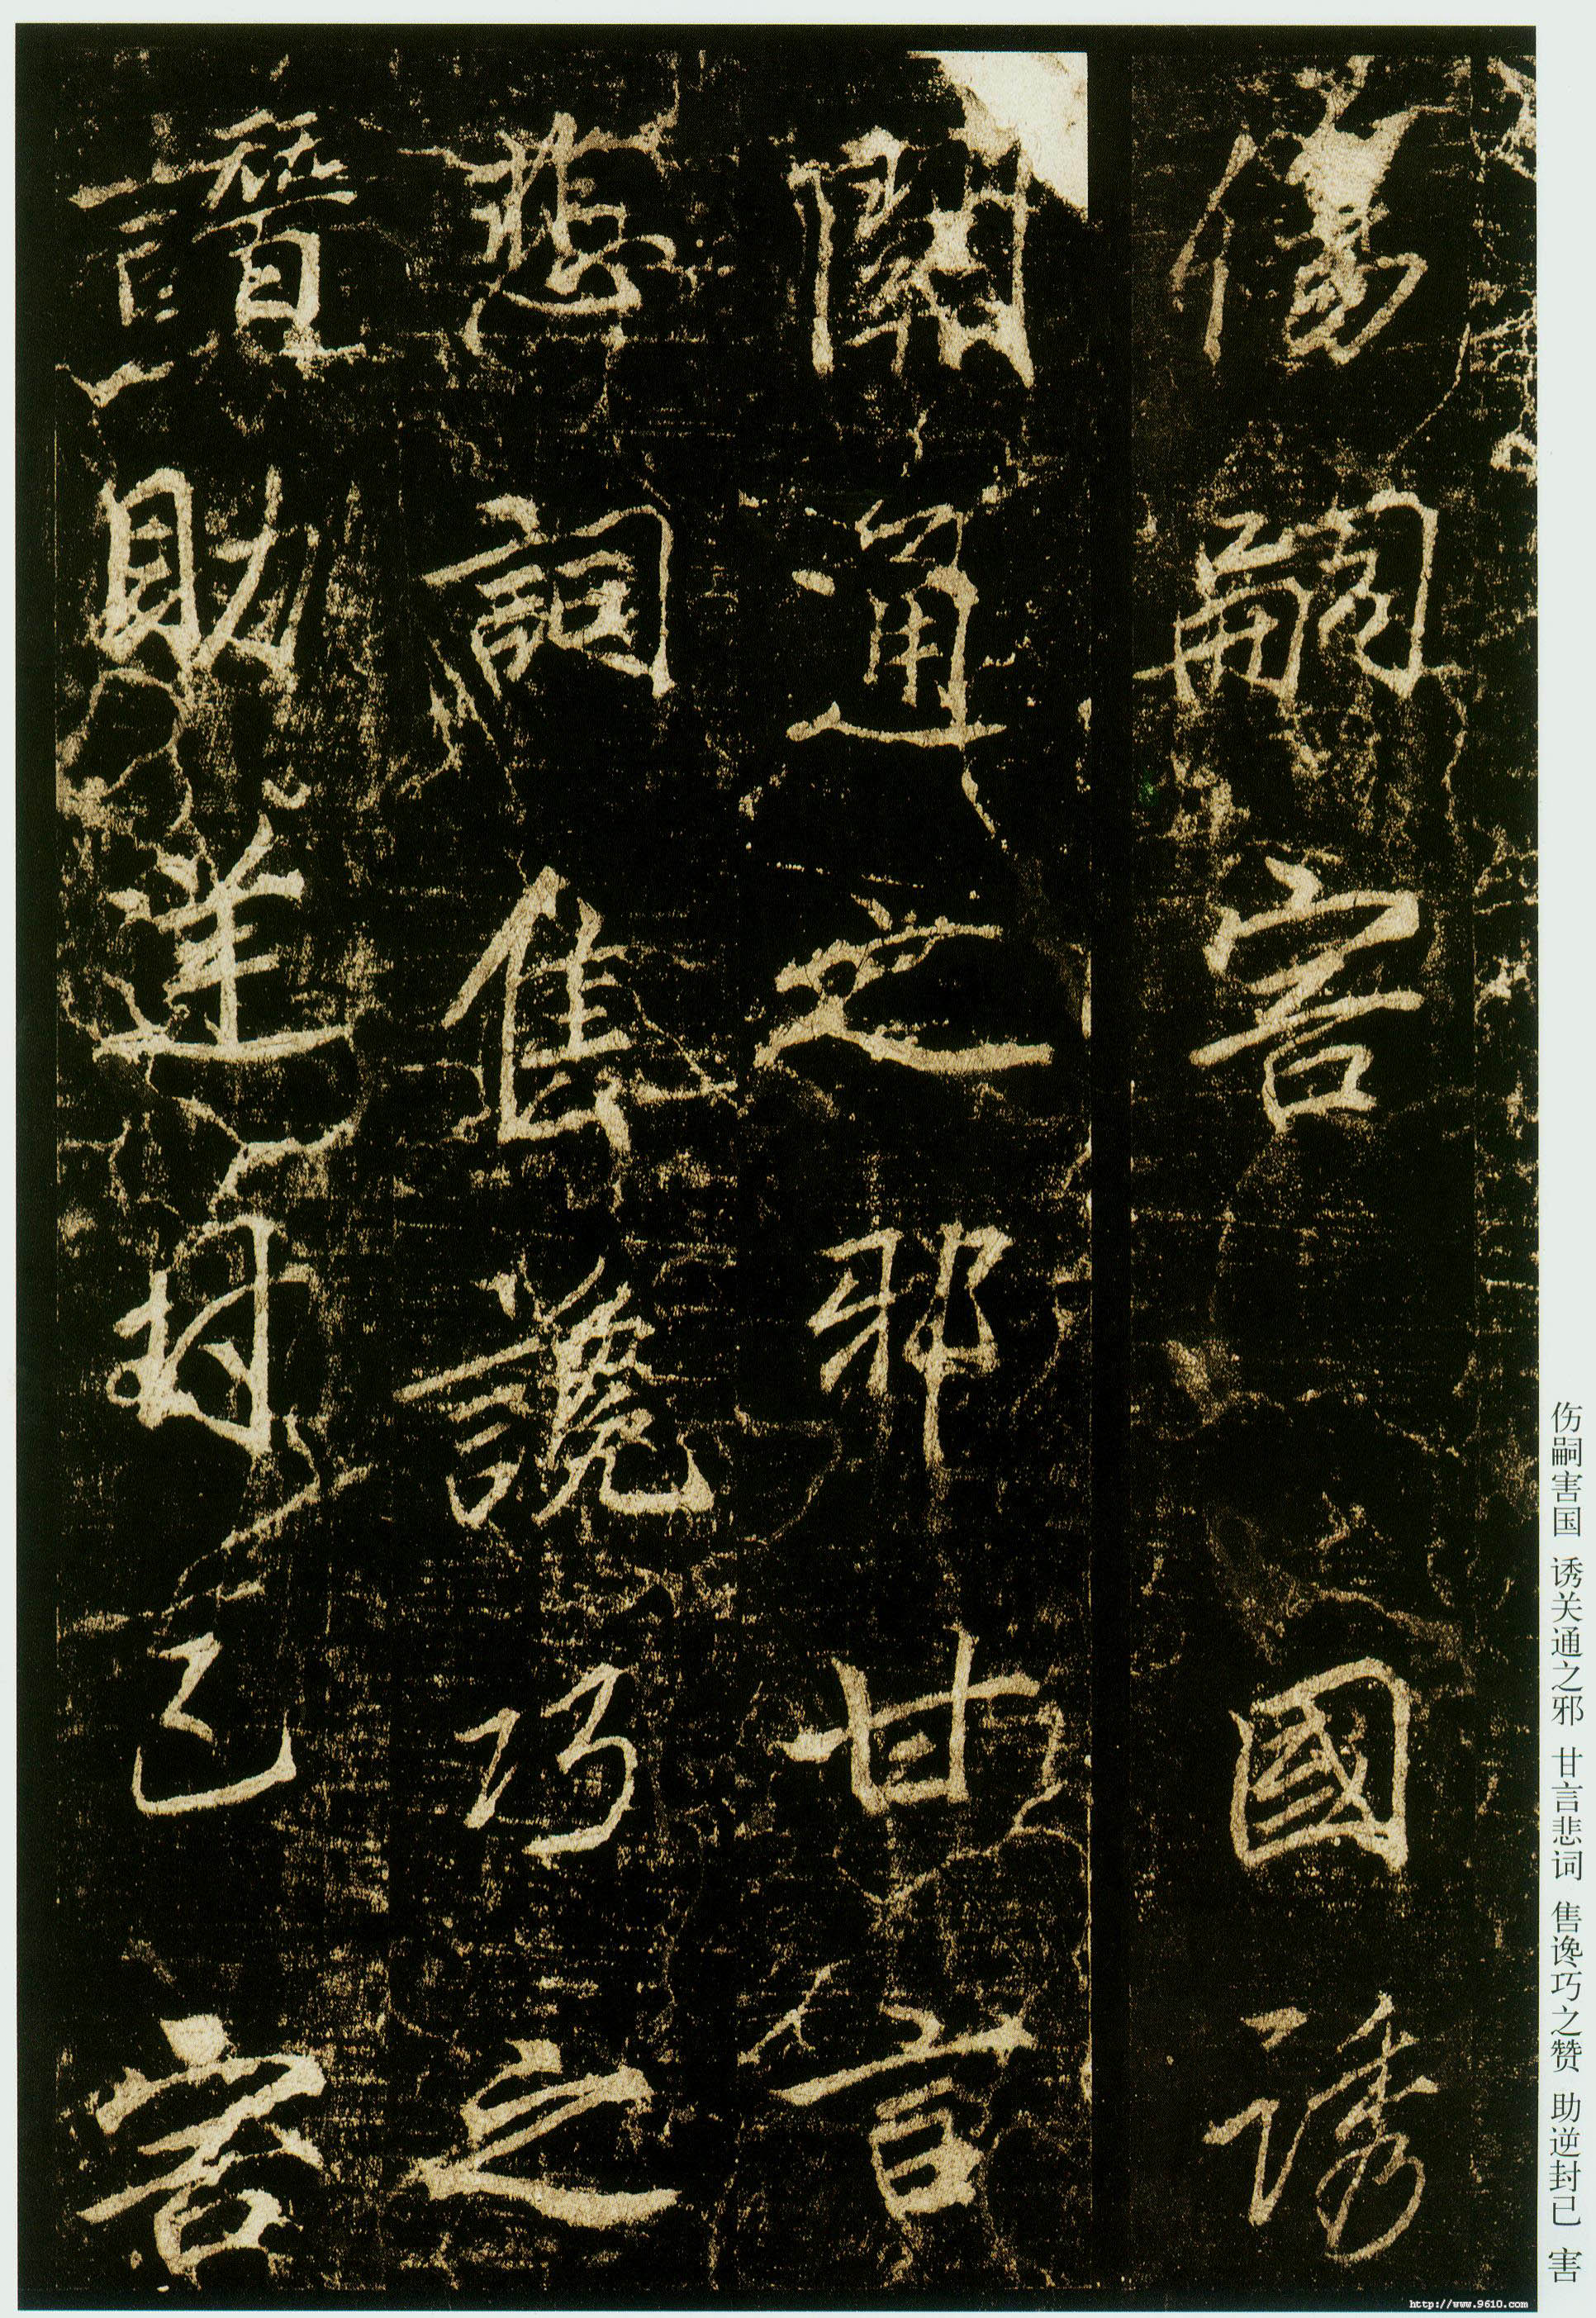 傷嗣害國誘
關通之邪甘言
悲詞售讒巧之
譖助逆封己害
伤嗣害国 诱关通之邪 甘言悲词 售谗巧之赞 助逆封己 害
http://www.9610.com